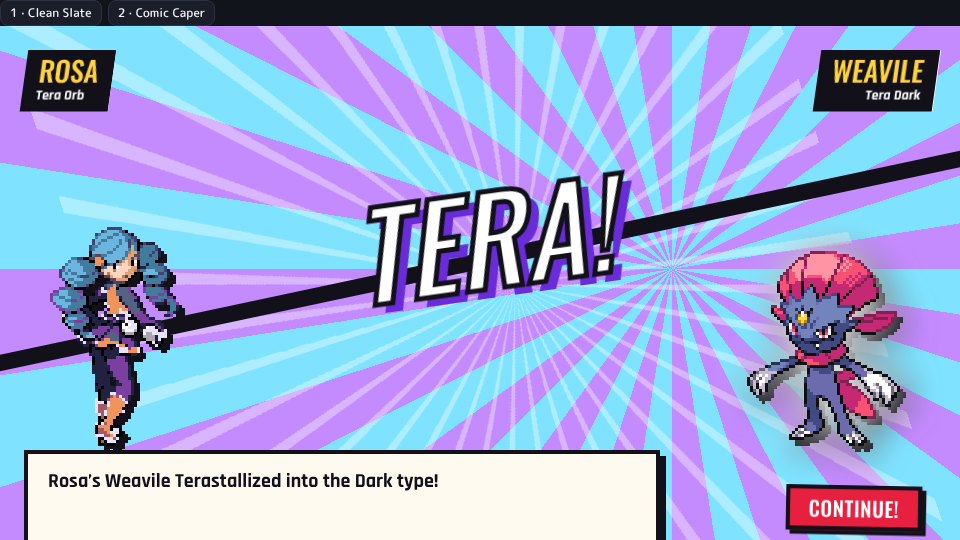 1 · Clean Slate
2 · Comic Caper
ROSA
Tera Orb
WEAVILE
Tera Dark
TERA!
Rosa's Weavile Terastallized into the Dark type!
CONTINUE!